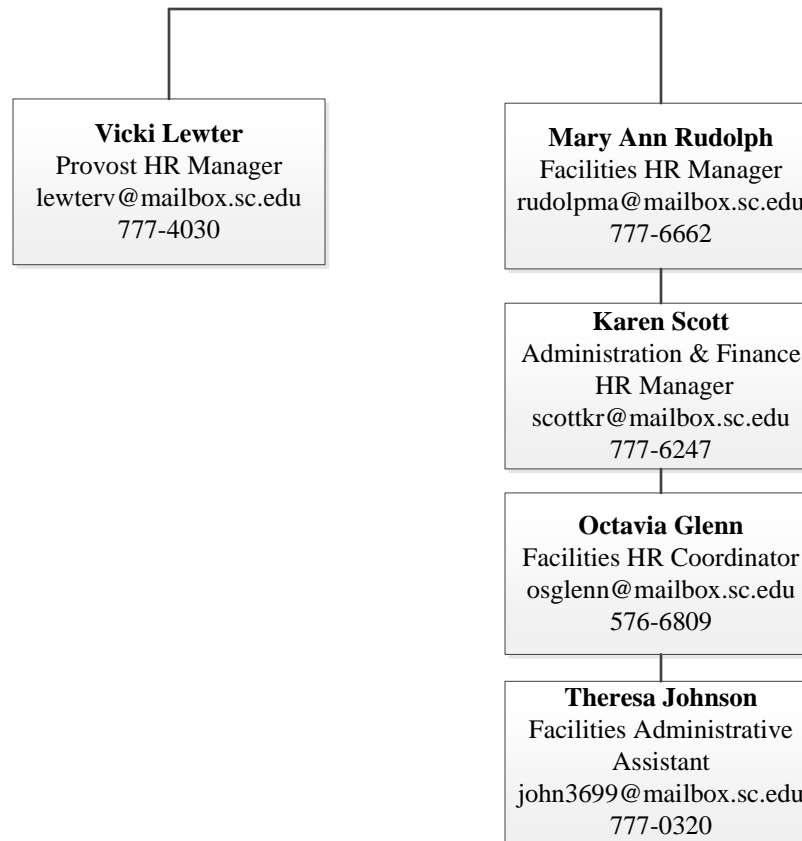 Vicki Lewter
Provost HR Manager
lewterv@mailbox.sc.edu
777-4030
Mary Ann Rudolph
Facilities HR Manager
rudolpma@mailbox.sc.edu
777-6662
Karen Scott
Administration & Finance
HR Manager
scottkr@mailbox.sc.edu
777-6247
Octavia Glenn
Facilities HR Coordinator
osglenn@mailbox.sc.edu
576-6809
Theresa Johnson
Facilities Administrative
Assistant
john3699@mailbox.sc.edu
777-0320